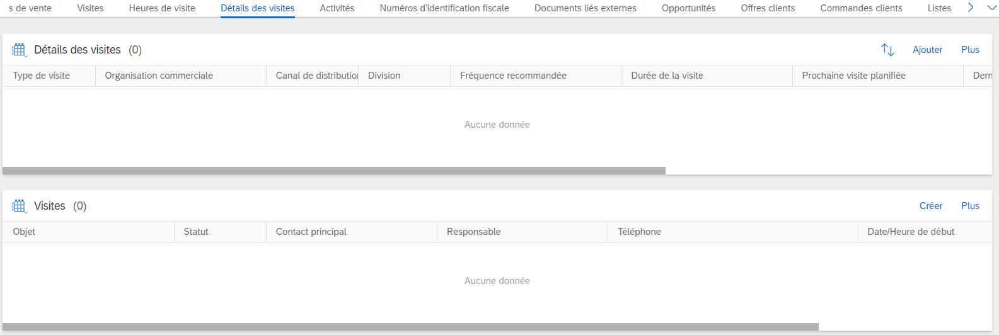 s de vente Visites Heures de visite Détails des visites Activités Numéros d'identification fiscale Documents liés externes Opportunités Offres clients Commandes clients Listes
Détails des visites (0) Ajouter Plus
Type de visite Organisation commerciale Canal de distribution Division Fréquence recommandée Durée de la visite Prochaine visite planifiée Dern
Aucune donnée
Visites (0) Créer Plus
Objet Statut Contact principal Responsable Téléphone Date/Heure de début
Aucune donnée